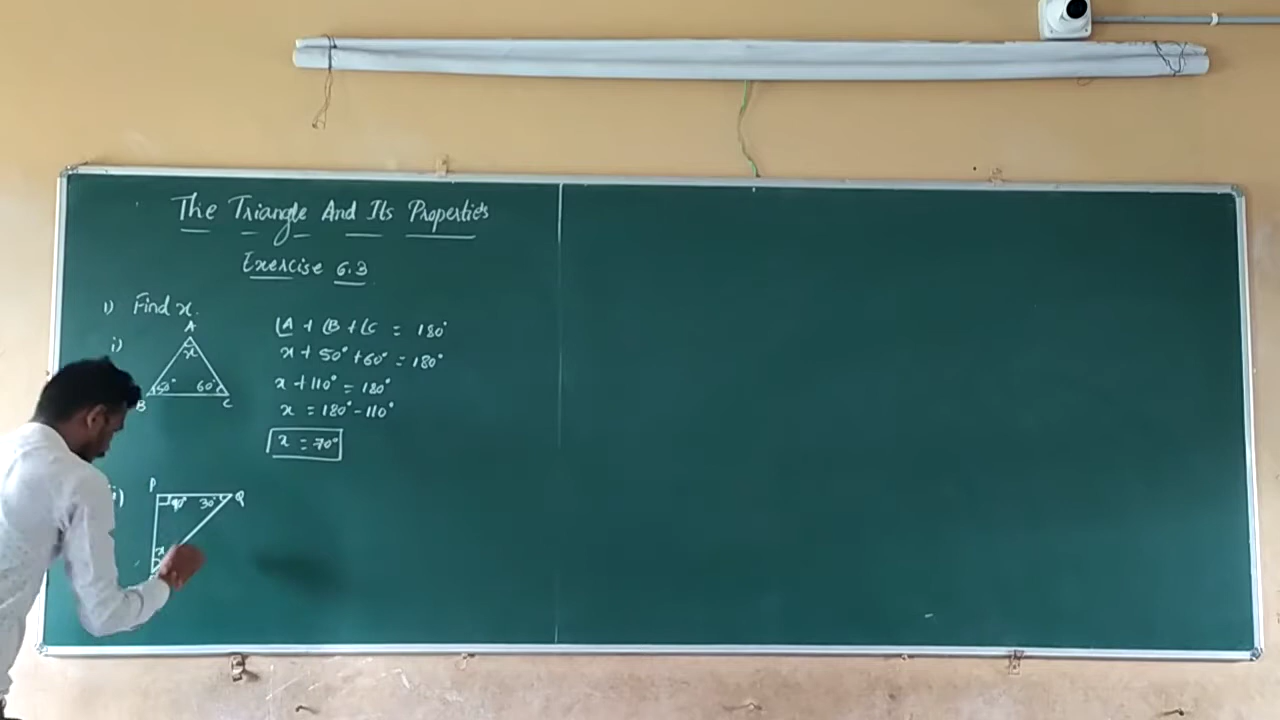 The Triangle And Its Properties
Exercise 6.3
1) Find x.
i)
A
x
50° 60°
B C
∠A + ∠B + ∠C = 180°
x + 50° + 60° = 180°
x + 110° = 180°
x = 180° - 110°
x = 70°
P Q
90° 30°
x